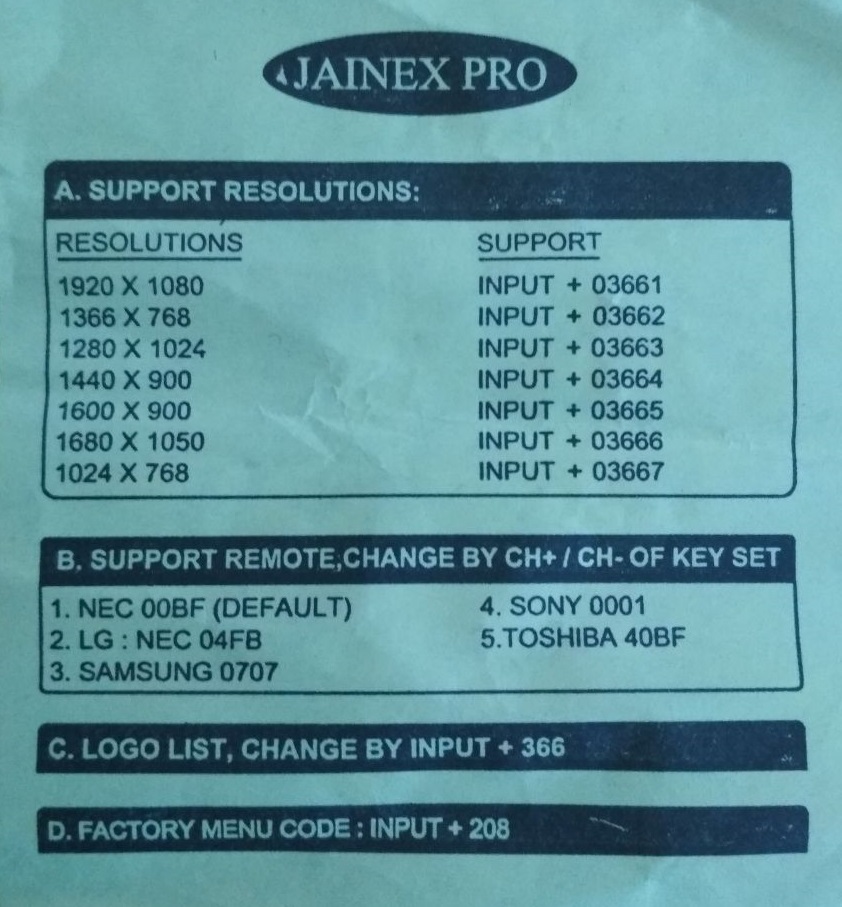 JAINEX PRO
A. SUPPORT RESOLUTIONS:
RESOLUTIONS SUPPORT
1920 X 1080 INPUT + 03661
1366 X 768 INPUT + 03662
1280 X 1024 INPUT + 03663
1440 X 900 INPUT + 03664
1600 X 900 INPUT + 03665
1680 X 1050 INPUT + 03666
1024 X 768 INPUT + 03667
B. SUPPORT REMOTE,CHANGE BY CH+ / CH- OF KEY SET
1. NEC 00BF (DEFAULT) 4. SONY 0001
2. LG : NEC 04FB 5.TOSHIBA 40BF
3. SAMSUNG 0707
C. LOGO LIST, CHANGE BY INPUT + 366
D. FACTORY MENU CODE : INPUT + 208